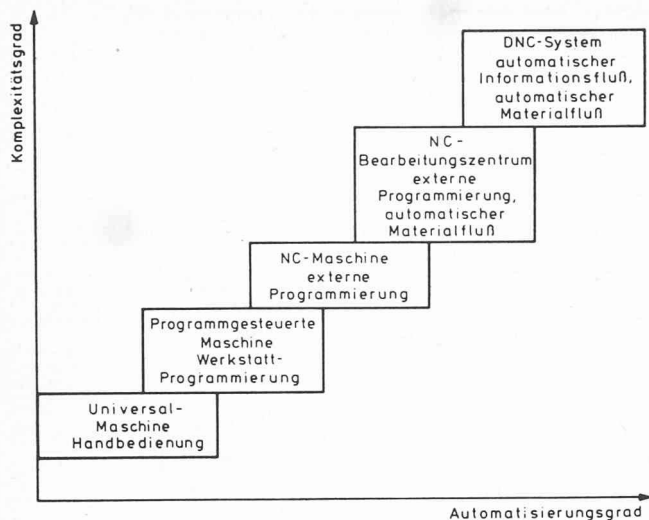 Komplexitätsgrad
DNC-System
automatischer
Informationsfluß,
automatischer
Materialfluß
NC-
Bearbeitungszentrum
externe
Programmierung,
automatischer
Materialfluß
NC-Maschine
externe
Programmierung
Programmgesteuerte
Maschine
Werkstatt-
Programmierung
Universal-
Maschine
Handbedienung
Automatisierungsgrad